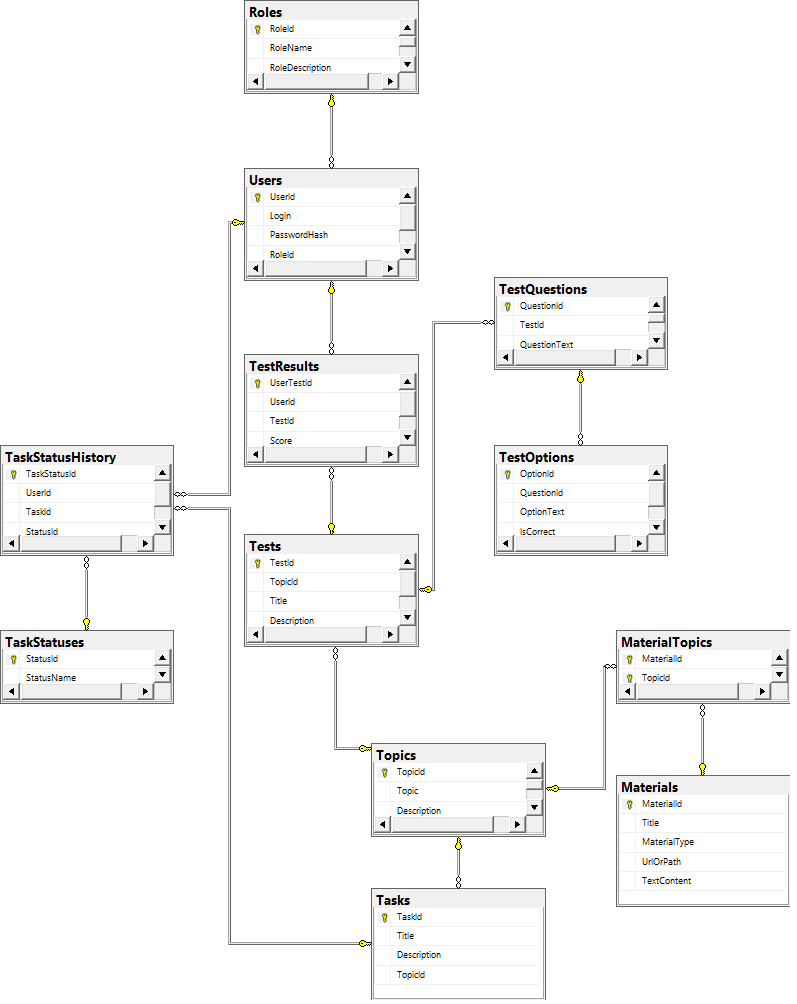 Roles
RoleId
RoleName
RoleDescription
Users
UserId
Login
PasswordHash
RoleId
TestQuestions
QuestionId
TestId
QuestionText
TestResults
UserTestId
UserId
TestId
Score
TaskStatusHistory
TaskStatusId
UserId
TaskId
StatusId
TestOptions
OptionId
QuestionId
OptionText
IsCorrect
Tests
TestId
TopicId
Title
Description
TaskStatuses
StatusId
StatusName
MaterialTopics
MaterialId
TopicId
Topics
TopicId
Topic
Description
Materials
MaterialId
Title
MaterialType
UrlOrPath
TextContent
Tasks
TaskId
Title
Description
TopicId